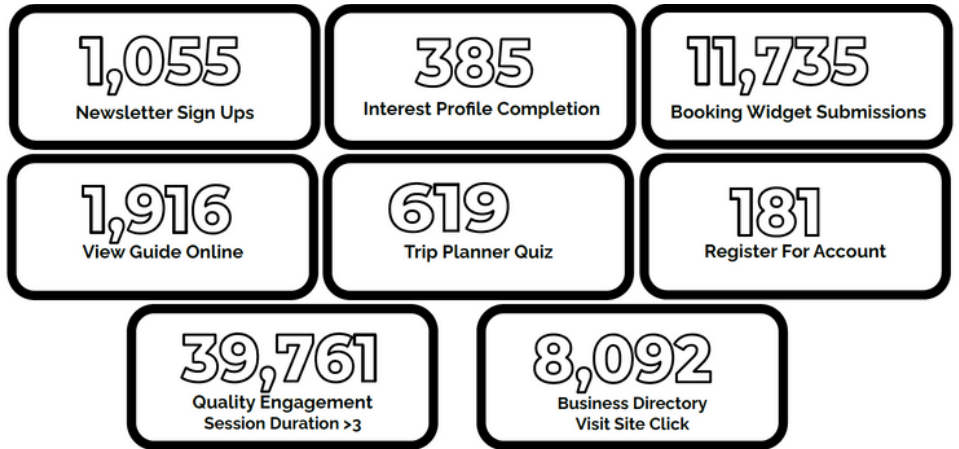 1,055
Newsletter Sign Ups
385
Interest Profile Completion
11,735
Booking Widget Submissions
1,916
View Guide Online
619
Trip Planner Quiz
181
Register For Account
39,761
Quality Engagement
Session Duration >3
8,092
Business Directory
Visit Site Click